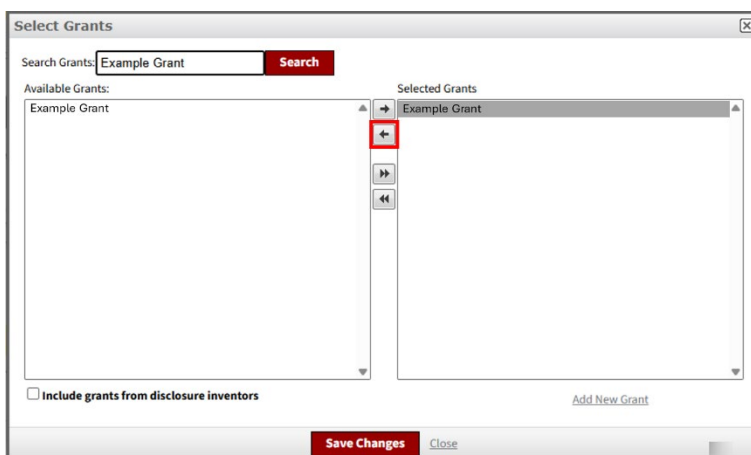 Select Grants
Search Grants: Example Grant Search
Available Grants: Selected Grants
Example Grant Example Grant
Include grants from disclosure inventors
Add New Grant
Save Changes Close